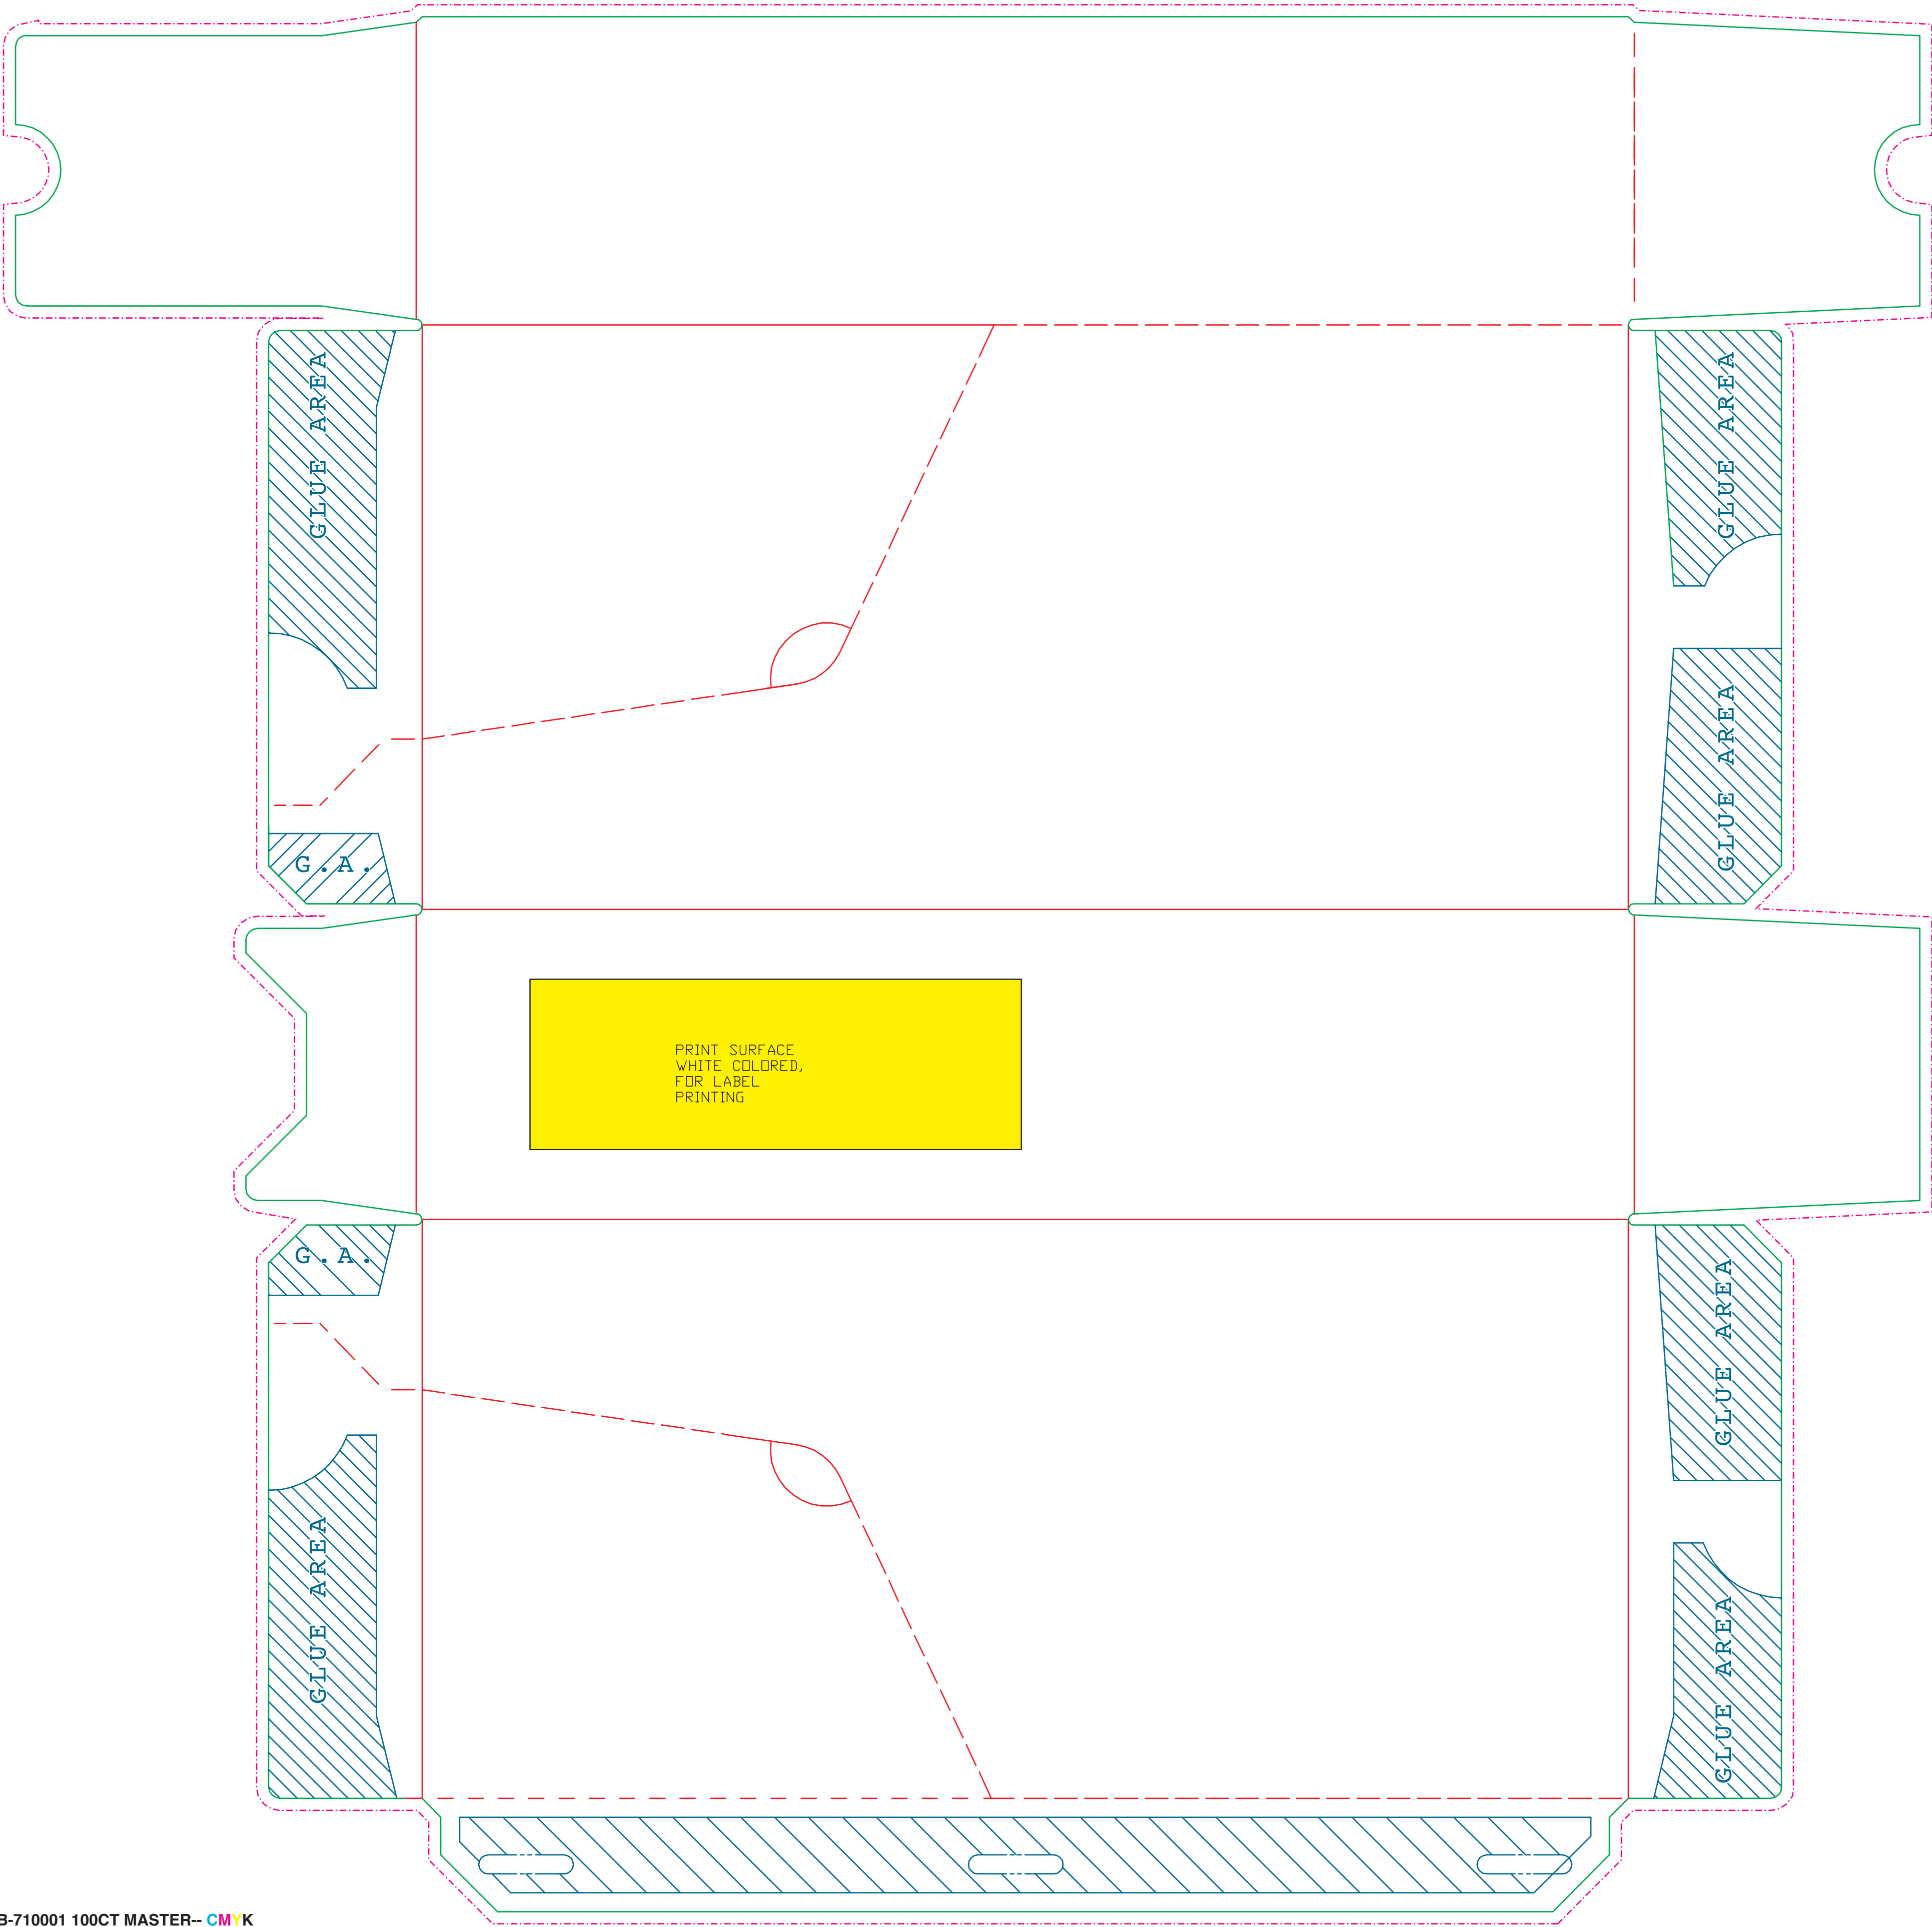 GLUE AREA
GLUE AREA
GLUE AREA
G.A.
PRINT SURFACE
WHITE COLORED,
FOR LABEL
PRINTING
G.A.
GLUE AREA
GLUE AREA
GLUE AREA
B-710001 100CT MASTER-- CMYK